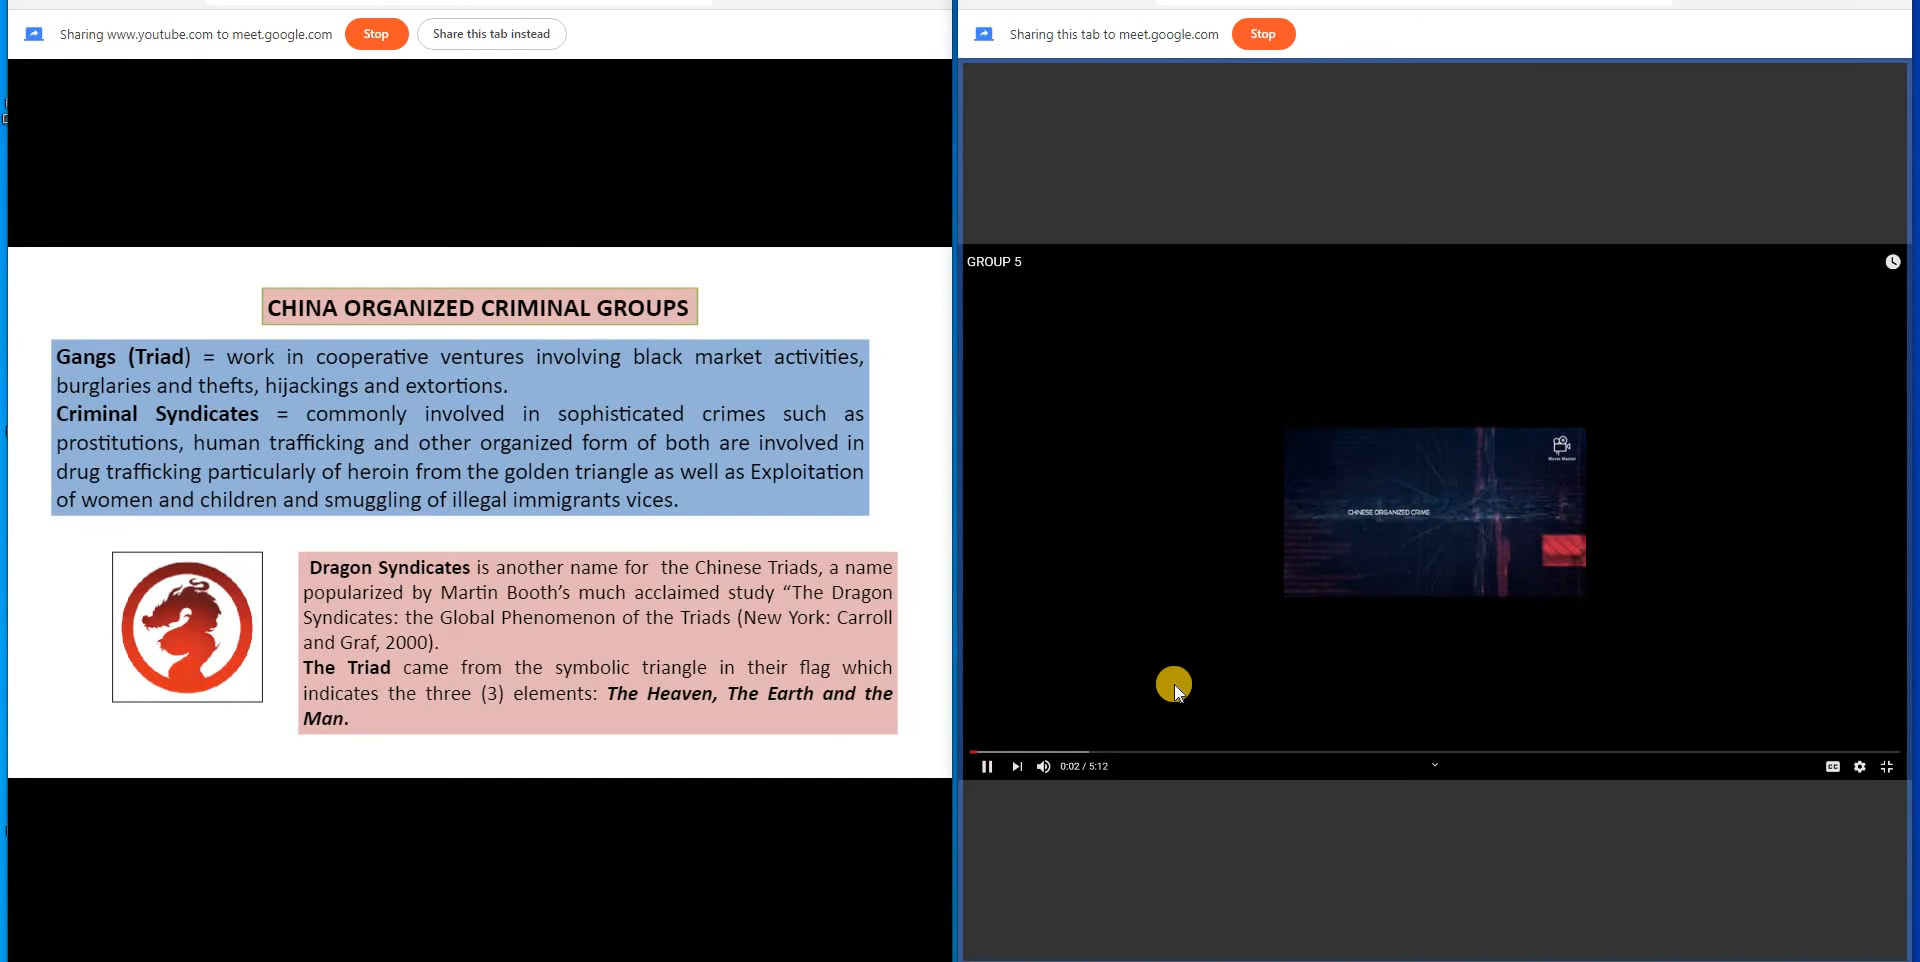 Sharing www.youtube.com to meet.google.com
Stop
Share this tab instead
Sharing this tab to meet.google.com
Stop
CHINA ORGANIZED CRIMINAL GROUPS
Gangs (Triad) = work in cooperative ventures involving black market activities,
burglaries and thefts, hijackings and extortions.
Criminal Syndicates = commonly involved in sophisticated crimes such as
prostitutions, human trafficking and other organized form of both are involved in
drug trafficking particularly of heroin from the golden triangle as well as Exploitation
of women and children and smuggling of illegal immigrants vices.
Dragon Syndicates is another name for the Chinese Triads, a name
popularized by Martin Booth’s much acclaimed study “The Dragon
Syndicates: the Global Phenomenon of the Triads (New York: Carroll
and Graf, 2000).
The Triad came from the symbolic triangle in their flag which
indicates the three (3) elements: The Heaven, The Earth and the
Man.
GROUP 5
Movie Master
CHINESE ORGANIZED CRIME
0:02 / 5:12
CC